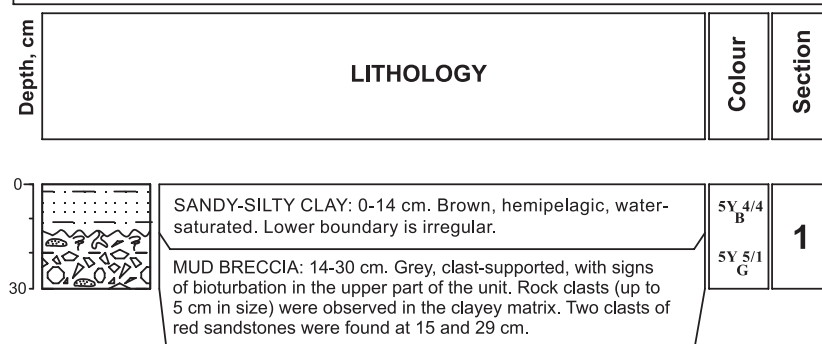 Depth, cm
LITHOLOGY
Colour
Section
0
30
SANDY-SILTY CLAY: 0-14 cm. Brown, hemipelagic, water-
saturated. Lower boundary is irregular.
MUD BRECCIA: 14-30 cm. Grey, clast-supported, with signs
of bioturbation in the upper part of the unit. Rock clasts (up to
5 cm in size) were observed in the clayey matrix. Two clasts of
red sandstones were found at 15 and 29 cm.
5Y 4/4
B
5Y 5/1
G
1